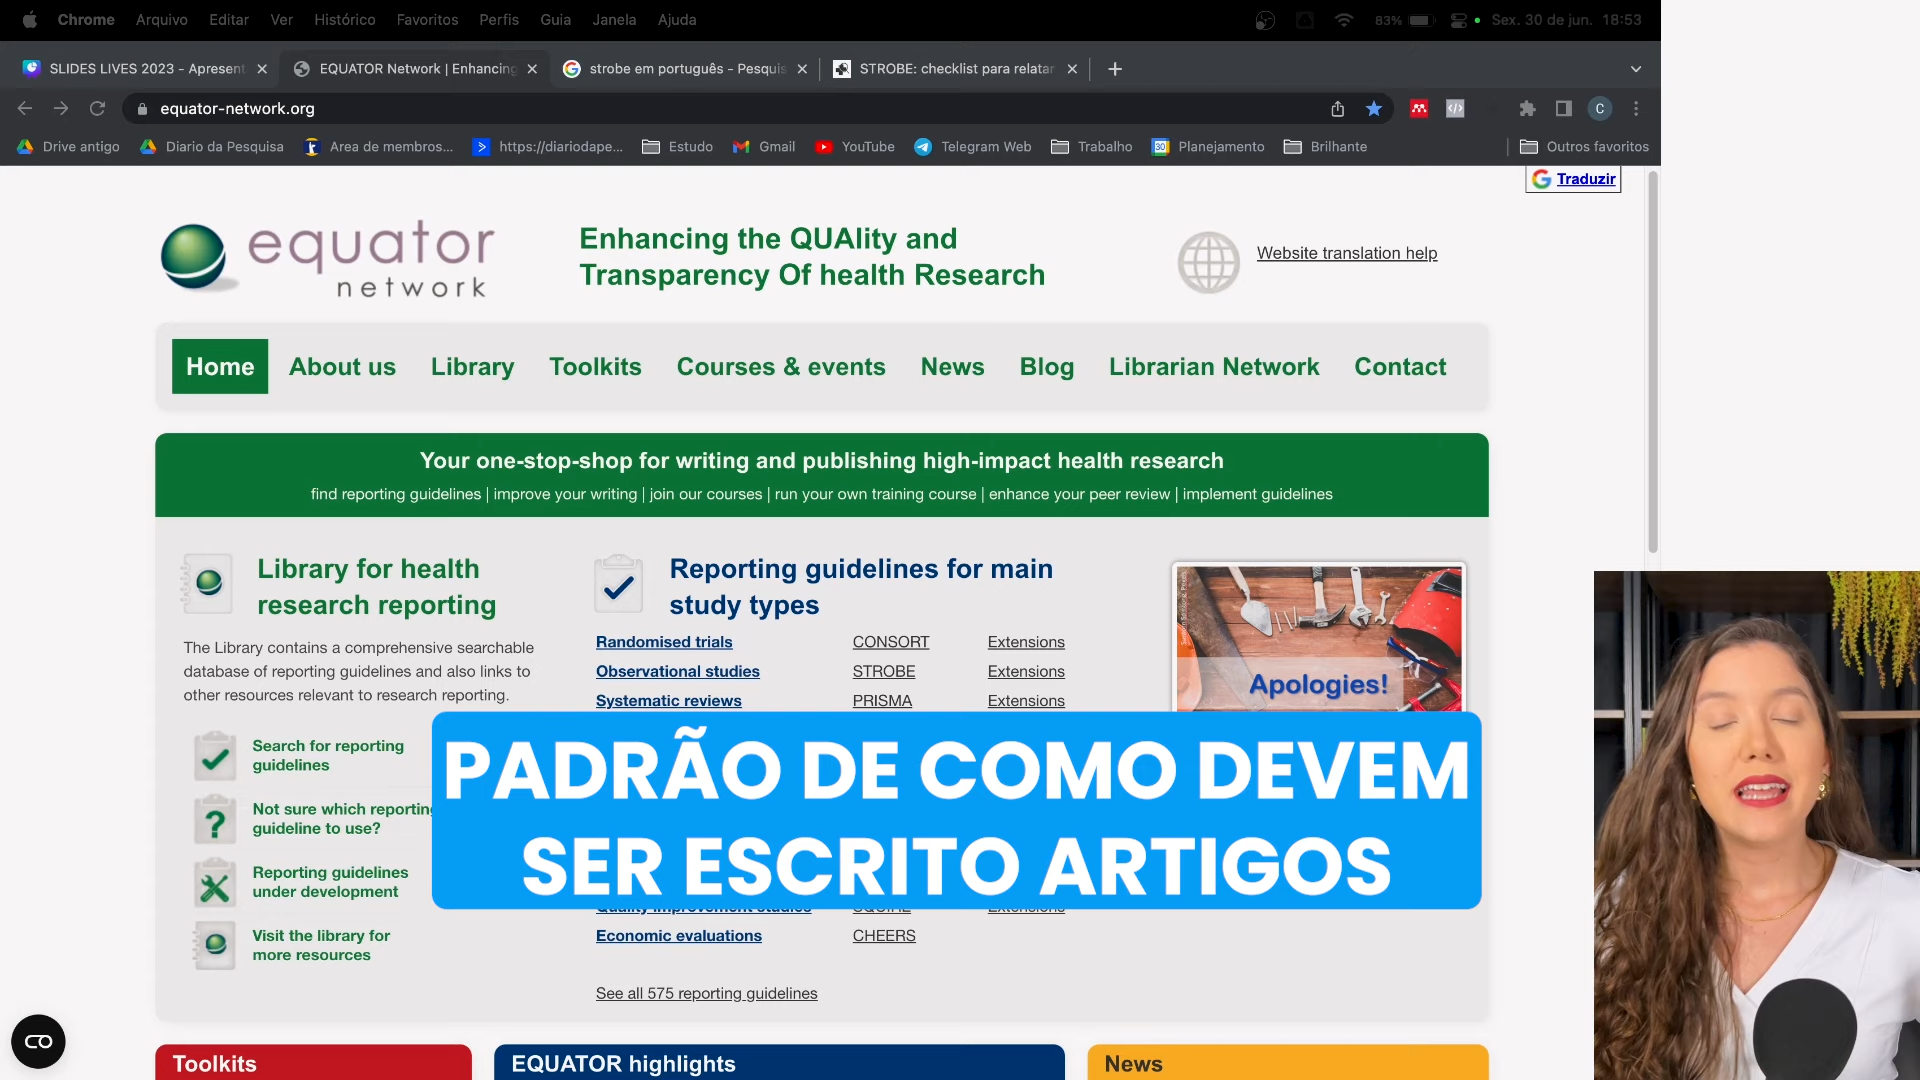 Chrome Arquivo Editar Ver Histórico Favoritos Perfis Guia Janela Ajuda 83% Sex. 30 de jun. 18:53
SLIDES LIVES 2023 - Apresent EQUATOR Network | Enhancing strobe em português - Pesquis STROBE: checklist para relatar
equator-network.org C
Drive antigo Diario da Pesquisa Area de membros... https://diariodape... Estudo Gmail YouTube Telegram Web Trabalho Planejamento Brilhante Outros favoritos
Traduzir
equator
network
Enhancing the QUAlity and
Transparency Of health Research
Website translation help
Home About us Library Toolkits Courses & events News Blog Librarian Network Contact
Your one-stop-shop for writing and publishing high-impact health research
find reporting guidelines | improve your writing | join our courses | run your own training course | enhance your peer review | implement guidelines
Library for health
research reporting
The Library contains a comprehensive searchable
database of reporting guidelines and also links to
other resources relevant to research reporting.
Search for reporting
guidelines
Not sure which reporting
guideline to use?
Reporting guidelines
under development
Visit the library for
more resources
Reporting guidelines for main
study types
Randomised trials CONSORT Extensions
Observational studies STROBE Extensions
Systematic reviews PRISMA Extensions
Quality improvement studies SQUIRE Extensions
Economic evaluations CHEERS
See all 575 reporting guidelines
Apologies!
PADRÃO DE COMO DEVEM
SER ESCRITO ARTIGOS
Toolkits
EQUATOR highlights
News